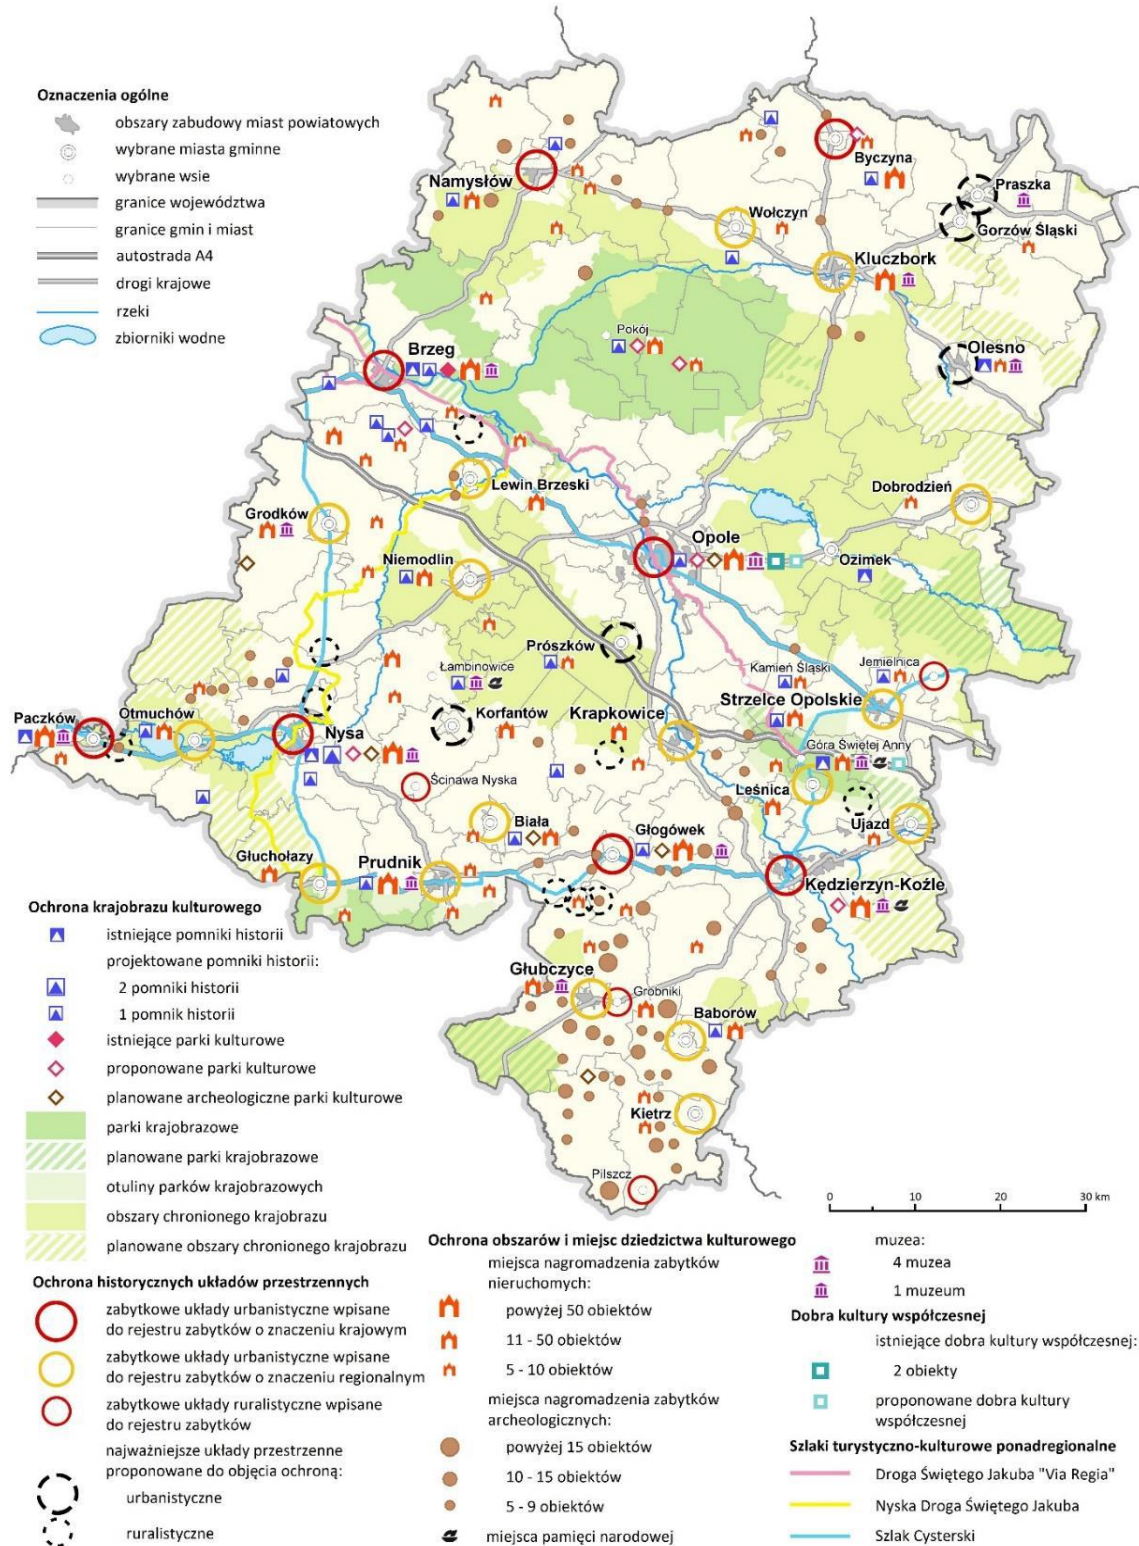 Oznaczenia ogólne
obszary zabudowy miast powiatowych
wybrane miasta gminne
wybrane wsie
granice województwa
granice gmin i miast
autostrada A4
drogi krajowe
rzeki
zbiorniki wodne
Namysłów
Byczyna
Praszka
Gorzów Śląski
Wołczyn
Kluczbork
Pokój
Olesno
Brzeg
Lewin Brzeski
Dobrodzień
Grodków
Opole
Ozimek
Niemodlin
Prószków
Łambinowice
Kamień Śląski
Jemielnica
Strzelce Opolskie
Paczków
Otmuchów
Nysa
Korfantów
Krapkowice
Góra Świętej Anny
Ścinawa Nyska
Leśnica
Biała
Głogówek
Ujazd
Głuchołazy
Prudnik
Kędzierzyn-Koźle
Głubczyce
Grobniki
Baborów
Kietrz
Pilszcz
0 10 20 30 km
Ochrona krajobrazu kulturowego
istniejące pomniki historii
projektowane pomniki historii:
2 pomniki historii
1 pomnik historii
istniejące parki kulturowe
proponowane parki kulturowe
planowane archeologiczne parki kulturowe
parki krajobrazowe
planowane parki krajobrazowe
otuliny parków krajobrazowych
obszary chronionego krajobrazu
planowane obszary chronionego krajobrazu
Ochrona historycznych układów przestrzennych
zabytkowe układy urbanistyczne wpisane
do rejestru zabytków o znaczeniu krajowym
zabytkowe układy urbanistyczne wpisane
do rejestru zabytków o znaczeniu regionalnym
zabytkowe układy ruralistyczne wpisane
do rejestru zabytków
najważniejsze układy przestrzenne
proponowane do objęcia ochroną:
urbanistyczne
ruralistyczne
Ochrona obszarów i miejsc dziedzictwa kulturowego
miejsca nagromadzenia zabytków
nieruchomych:
powyżej 50 obiektów
11 - 50 obiektów
5 - 10 obiektów
miejsca nagromadzenia zabytków
archeologicznych:
powyżej 15 obiektów
10 - 15 obiektów
5 - 9 obiektów
miejsca pamięci narodowej
muzea:
4 muzea
1 muzeum
Dobra kultury współczesnej
istniejące dobra kultury współczesnej:
2 obiekty
proponowane dobra kultury
współczesnej
Szlaki turystyczno-kulturowe ponadregionalne
Droga Świętego Jakuba "Via Regia"
Nyska Droga Świętego Jakuba
Szlak Cysterski